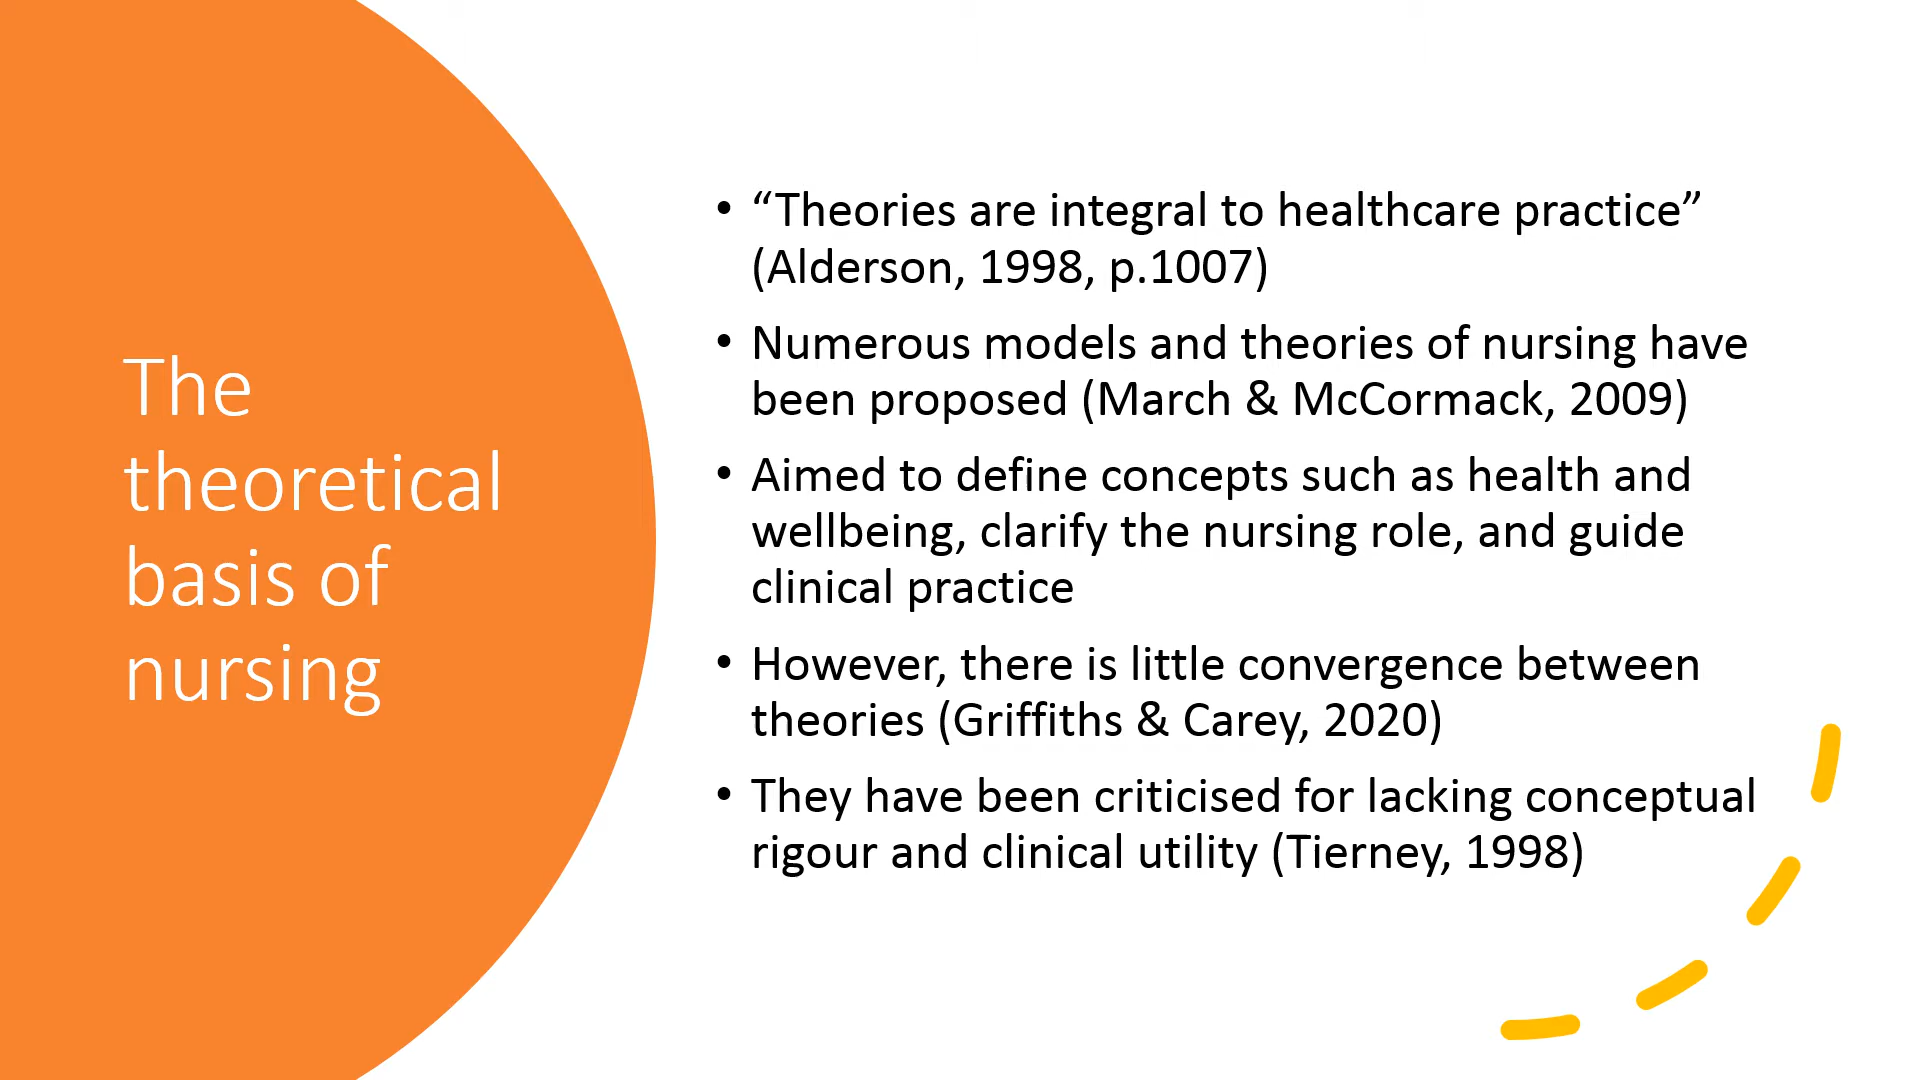 The
theoretical
basis of
nursing
• “Theories are integral to healthcare practice”
(Alderson, 1998, p.1007)
• Numerous models and theories of nursing have
been proposed (March & McCormack, 2009)
• Aimed to define concepts such as health and
wellbeing, clarify the nursing role, and guide
clinical practice
• However, there is little convergence between
theories (Griffiths & Carey, 2020)
• They have been criticised for lacking conceptual
rigour and clinical utility (Tierney, 1998)